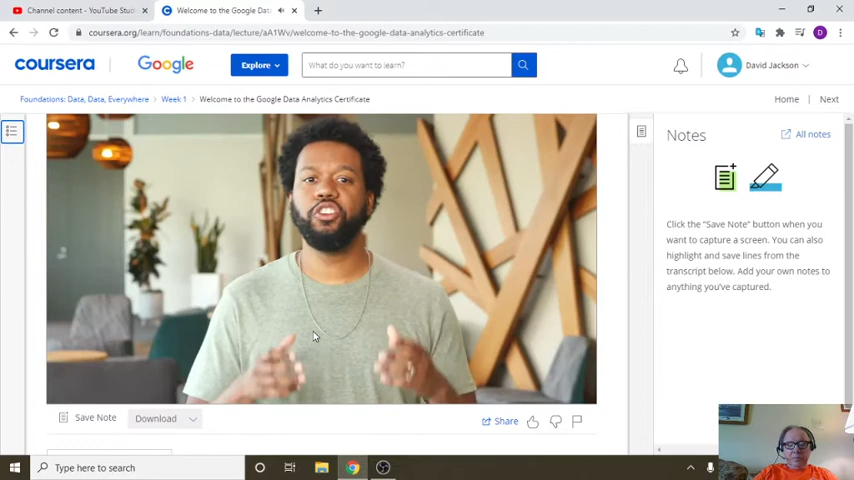 Channel content - YouTube Stud
Welcome to the Google Data
coursera.org/learn/foundations-data/lecture/aA1Wv/welcome-to-the-google-data-analytics-certificate
D
coursera
Google
Explore
What do you want to learn?
David Jackson
Foundations: Data, Data, Everywhere > Week 1 > Welcome to the Google Data Analytics Certificate
Home | Next
Notes
All notes
Click the "Save Note" button when you
want to capture a screen. You can also
highlight and save lines from the
transcript below. Add your own notes to
anything you've captured.
Save Note
Download
Share
Type here to search